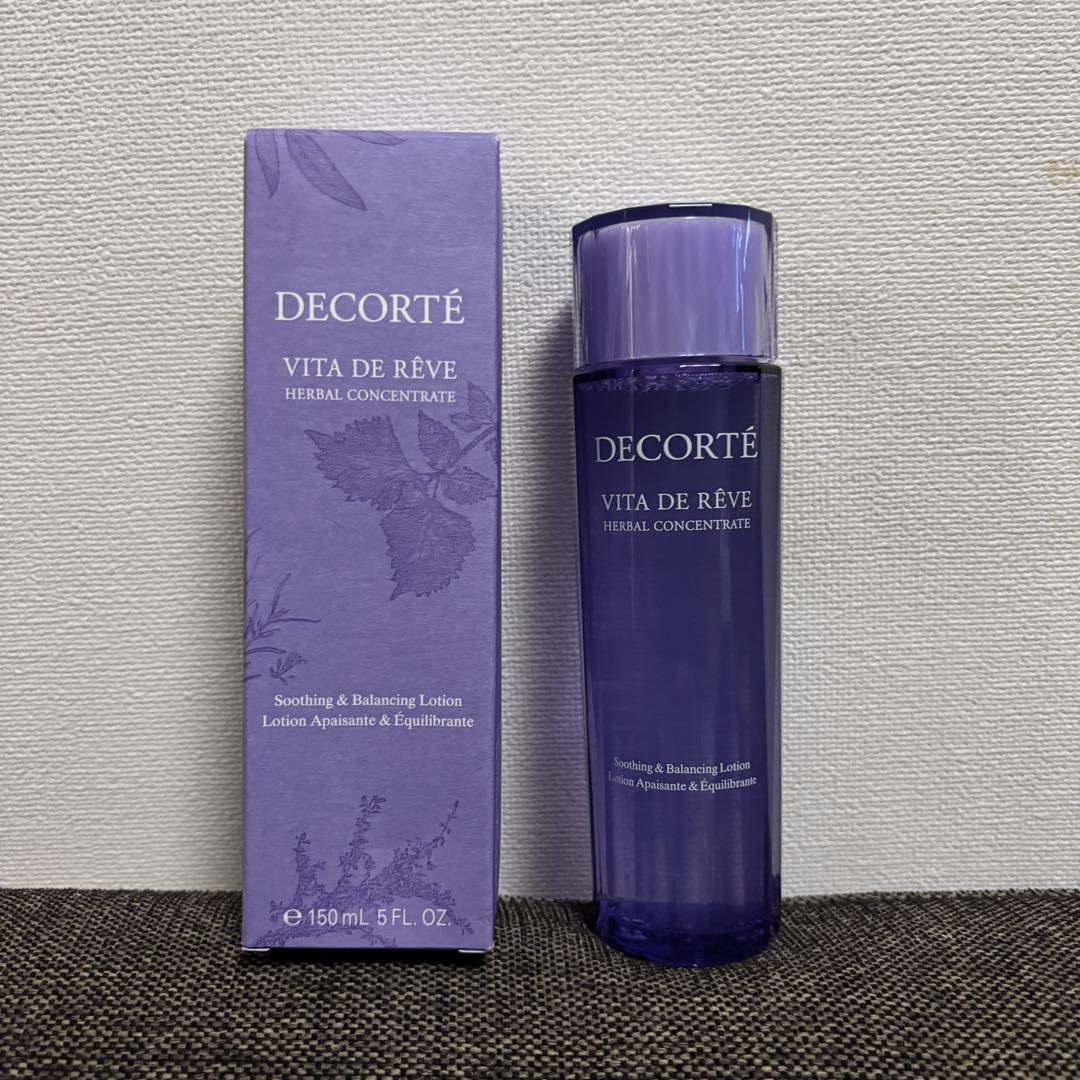 DECORTÉ
VITA DE RÊVE
HERBAL CONCENTRATE
Soothing & Balancing Lotion
Lotion Apaisante & Équilibrante
℮ 150 mL 5 FL. OZ.
DECORTÉ
VITA DE RÊVE
HERBAL CONCENTRATE
Soothing & Balancing Lotion
Lotion Apaisante & Équilibrante